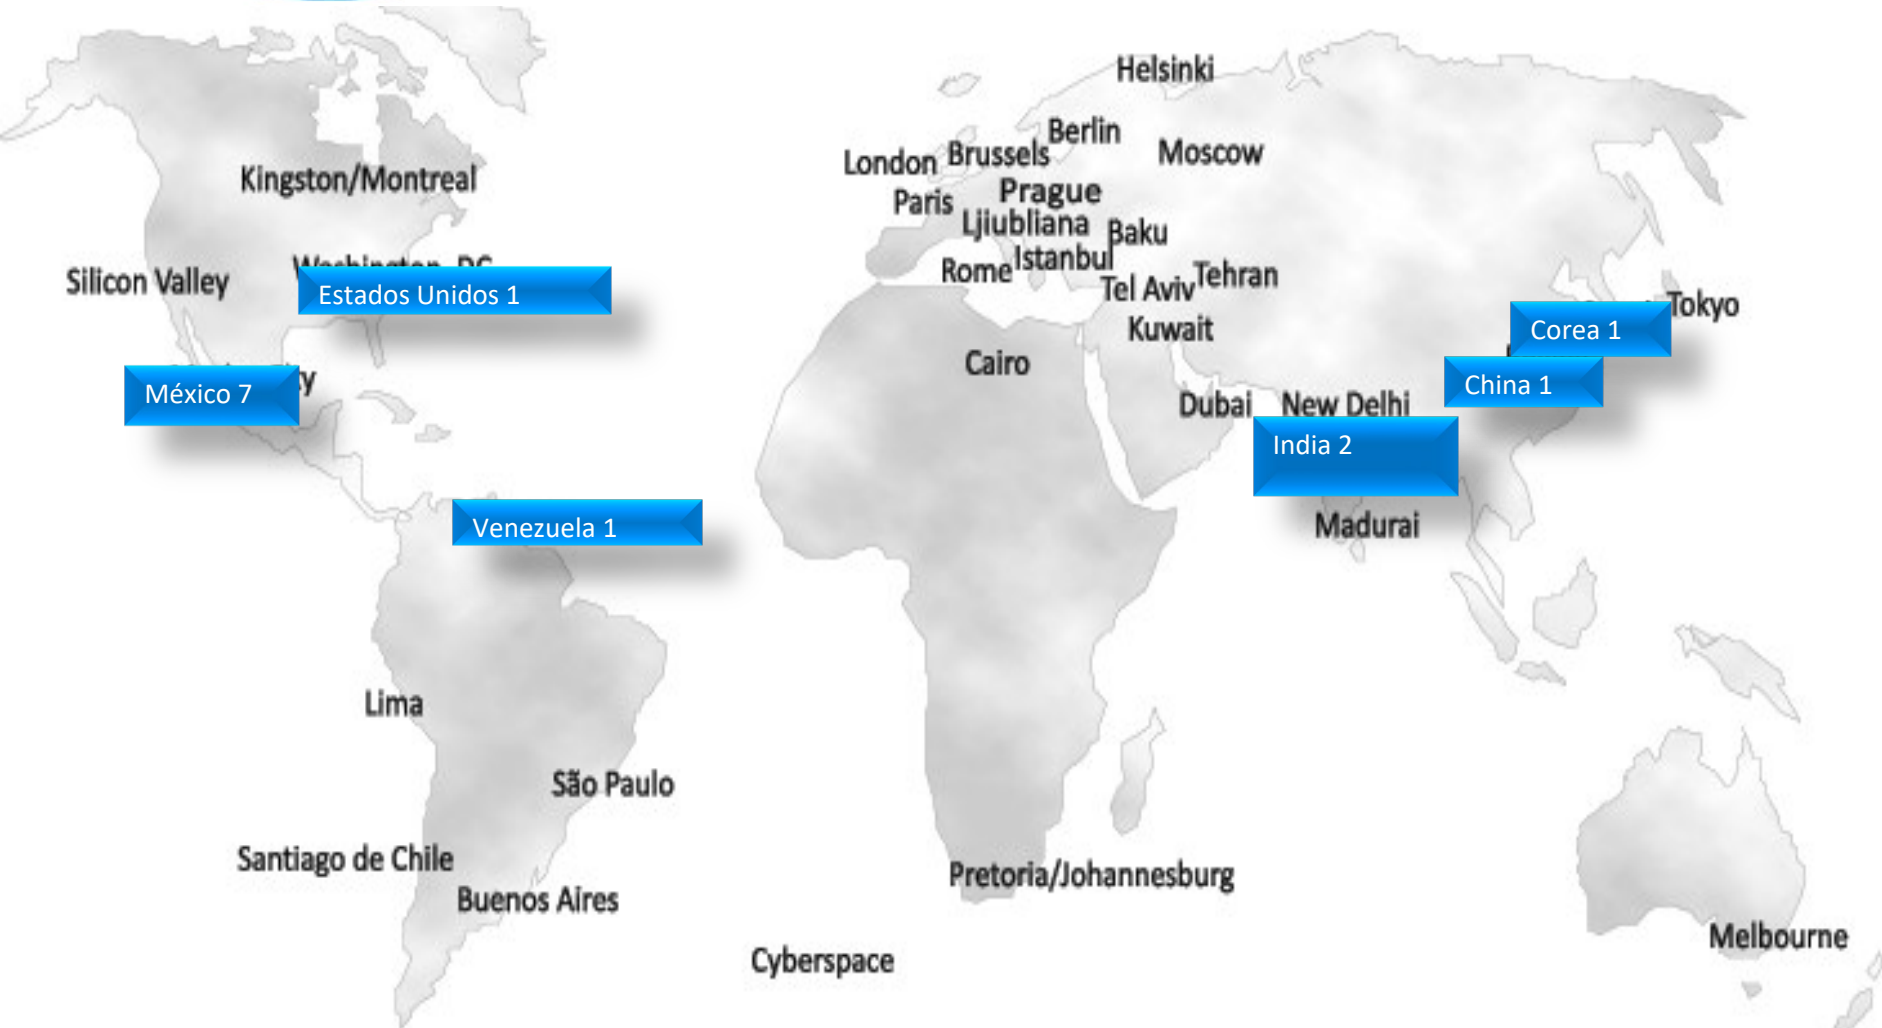 Helsinki
Berlin
London
Brussels
Moscow
Kingston/Montreal
Paris
Prague
Ljiubliana
Baku
Silicon Valley
Rome
Istanbul
Tel Aviv
Tehran
Estados Unidos 1
Tokyo
Kuwait
Corea 1
Cairo
México 7
China 1
Dubai
New Delhi
India 2
Venezuela 1
Madurai
Lima
São Paulo
Santiago de Chile
Pretoria/Johannesburg
Buenos Aires
Melbourne
Cyberspace